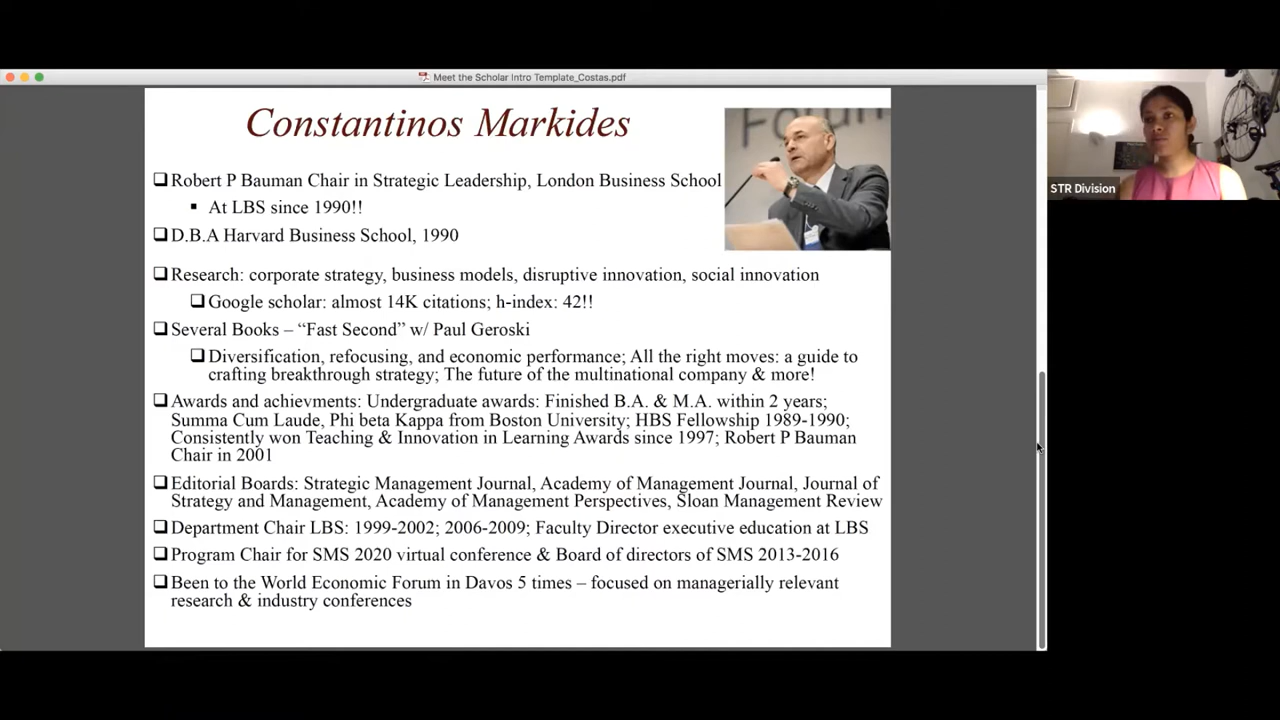 Meet the Scholar Intro Template_Costas.pdf
Constantinos Markides
Forum
❑ Robert P Bauman Chair in Strategic Leadership, London Business School
▪ At LBS since 1990!!
❑ D.B.A Harvard Business School, 1990
❑ Research: corporate strategy, business models, disruptive innovation, social innovation
❑ Google scholar: almost 14K citations; h-index: 42!!
❑ Several Books – “Fast Second” w/ Paul Geroski
❑ Diversification, refocusing, and economic performance; All the right moves: a guide to
crafting breakthrough strategy; The future of the multinational company & more!
❑ Awards and achievments: Undergraduate awards: Finished B.A. & M.A. within 2 years;
Summa Cum Laude, Phi beta Kappa from Boston University; HBS Fellowship 1989-1990;
Consistently won Teaching & Innovation in Learning Awards since 1997; Robert P Bauman
Chair in 2001
❑ Editorial Boards: Strategic Management Journal, Academy of Management Journal, Journal of
Strategy and Management, Academy of Management Perspectives, Sloan Management Review
❑ Department Chair LBS: 1999-2002; 2006-2009; Faculty Director executive education at LBS
❑ Program Chair for SMS 2020 virtual conference & Board of directors of SMS 2013-2016
❑ Been to the World Economic Forum in Davos 5 times – focused on managerially relevant
research & industry conferences
STR Division